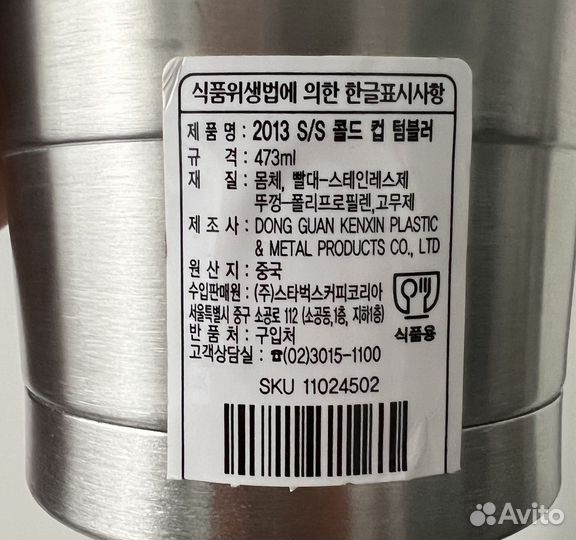 식품위생법에 의한 한글표시사항
제 품 명 : 2013 S/S 콜드 컵 텀블러
규 격 : 473ml
재 질 : 몸체, 빨대-스테인레스제
뚜껑-폴리프로필렌,고무제
제 조 사 : DONG GUAN KENXIN PLASTIC
& METAL PRODUCTS CO., LTD
원 산 지 : 중국
수입판매원 : (주)스타벅스커피코리아
서울특별시 중구 소공로 112 (소공동,1층, 지하1층)
반 품 처 : 구입처
고객상담실 : ☎(02)3015-1100
식품용
SKU 11024502
Avito